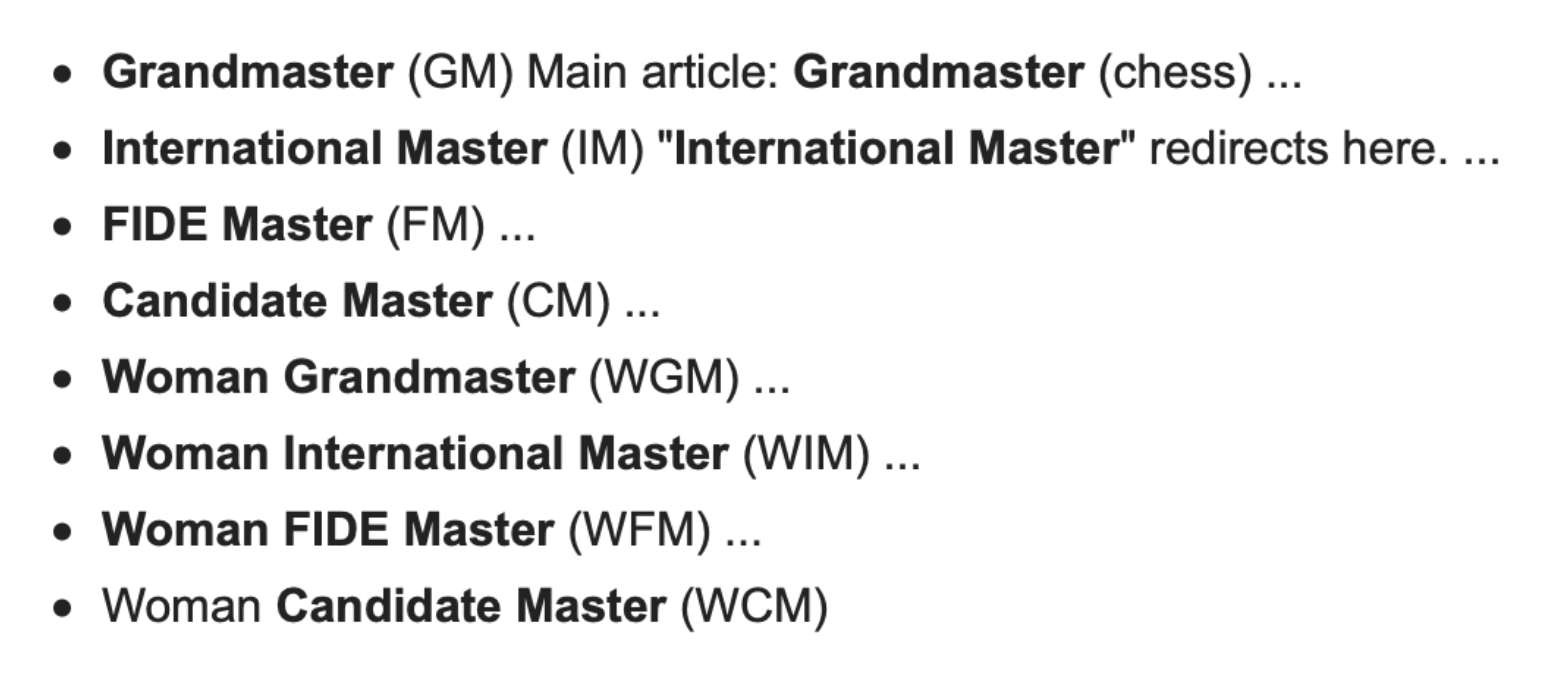 • Grandmaster (GM) Main article: Grandmaster (chess) ...
• International Master (IM) "International Master" redirects here. ...
• FIDE Master (FM) ...
• Candidate Master (CM) ...
• Woman Grandmaster (WGM) ...
• Woman International Master (WIM) ...
• Woman FIDE Master (WFM) ...
• Woman Candidate Master (WCM)